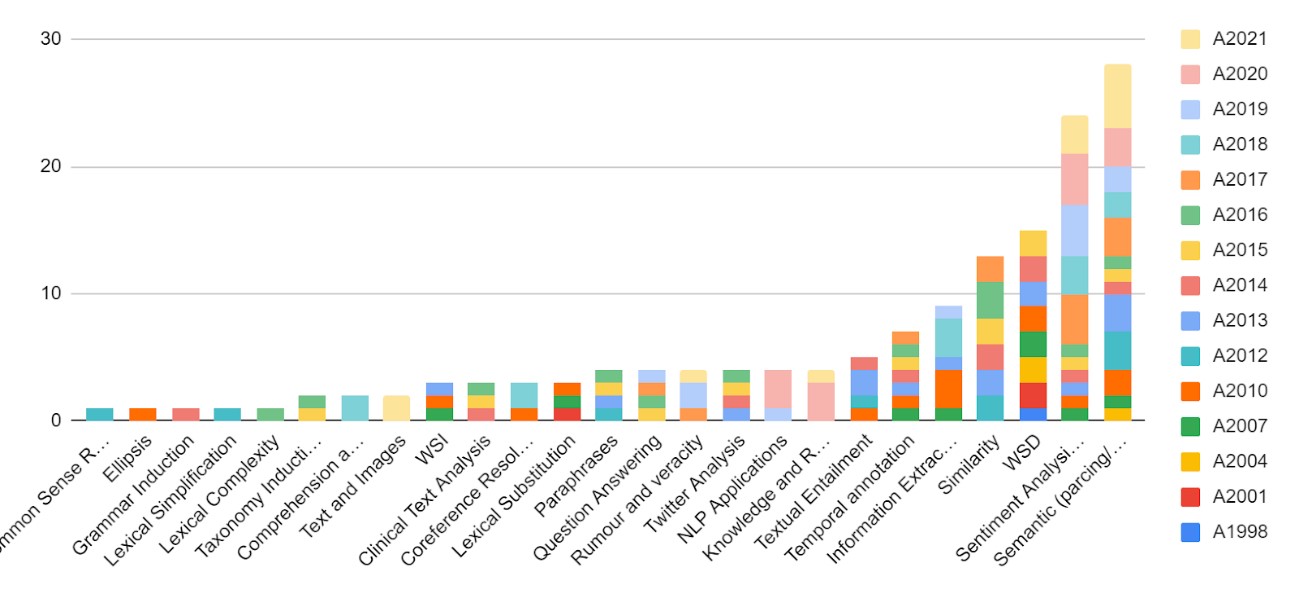 30
20
10
0
ommon Sense R...
Ellipsis
Grammar Induction
Lexical Simplification
Lexical Complexity
Taxonomy Inducti...
Comprehension a...
Text and Images
WSI
Clinical Text Analysis
Coreference Resol...
Lexical Substitution
Paraphrases
Question Answering
Rumour and veracity
Twitter Analysis
NLP Applications
Knowledge and R...
Textual Entailment
Temporal annotation
Information Extrac...
Similarity
WSD
Sentiment Analysi...
Semantic (parcing/...
A2021
A2020
A2019
A2018
A2017
A2016
A2015
A2014
A2013
A2012
A2010
A2007
A2004
A2001
A1998